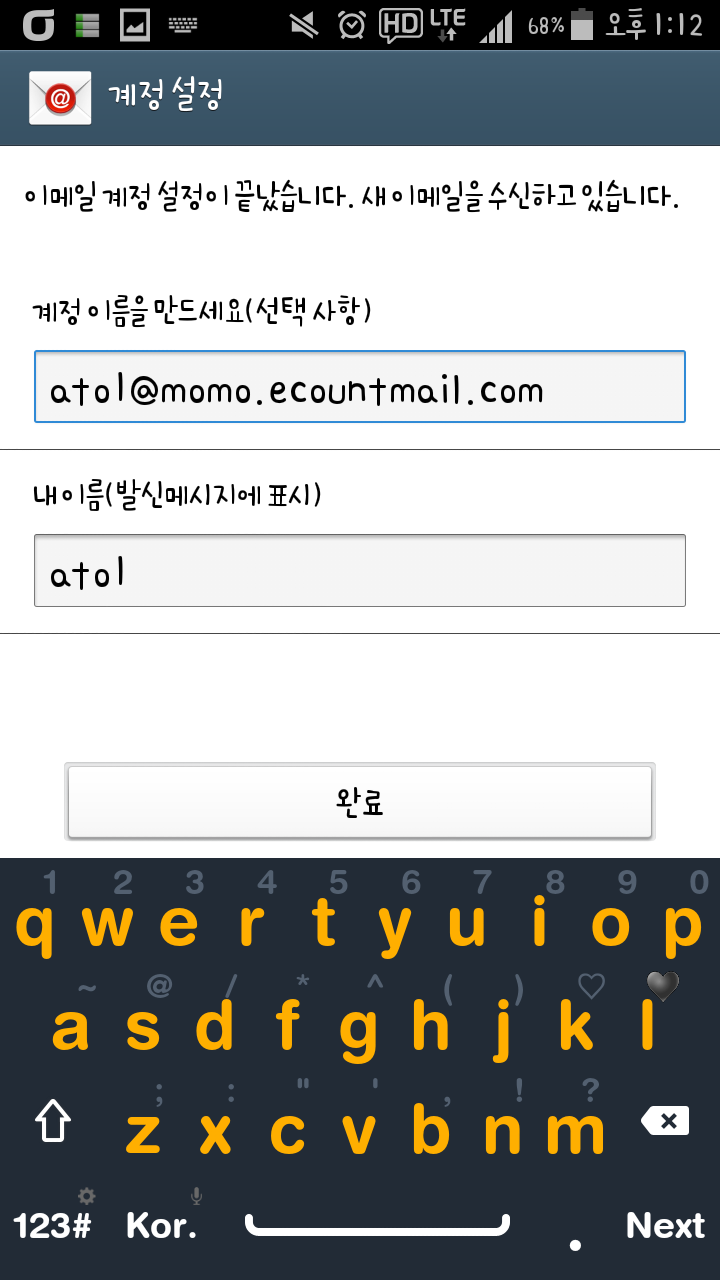 HD LTE 68% 오후 1:12
@ 계정 설정
이메일 계정 설정이 끝났습니다. 새 이메일을 수신하고 있습니다.
계정 이름을 만드세요(선택 사항)
atol@momo.ecountmail.com
내 이름(발신메시지에 표시)
atol
완료
1 2 3 4 5 6 7 8 9 0
q w e r t y u i o p
~ @ / * ^ ( ) ♡ ♥
a s d f g h j k l
; : " ' , ! ?
z x c v b n m
123# Kor. . Next